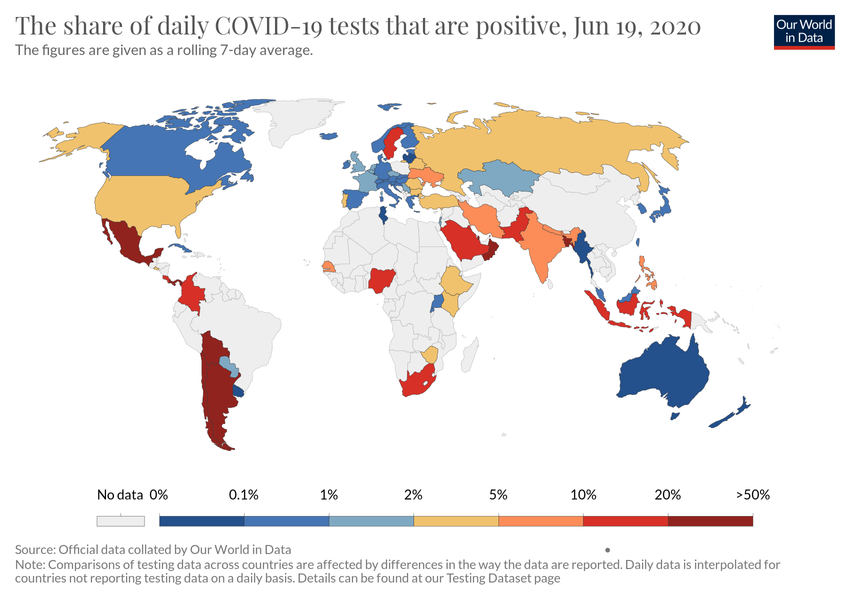 The share of daily COVID-19 tests that are positive, Jun 19, 2020
The figures are given as a rolling 7-day average.
Our World
in Data
No data 0% 0.1% 1% 2% 5% 10% 20% >50%
Source: Official data collated by Our World in Data
Note: Comparisons of testing data across countries are affected by differences in the way the data are reported. Daily data is interpolated for
countries not reporting testing data on a daily basis. Details can be found at our Testing Dataset page